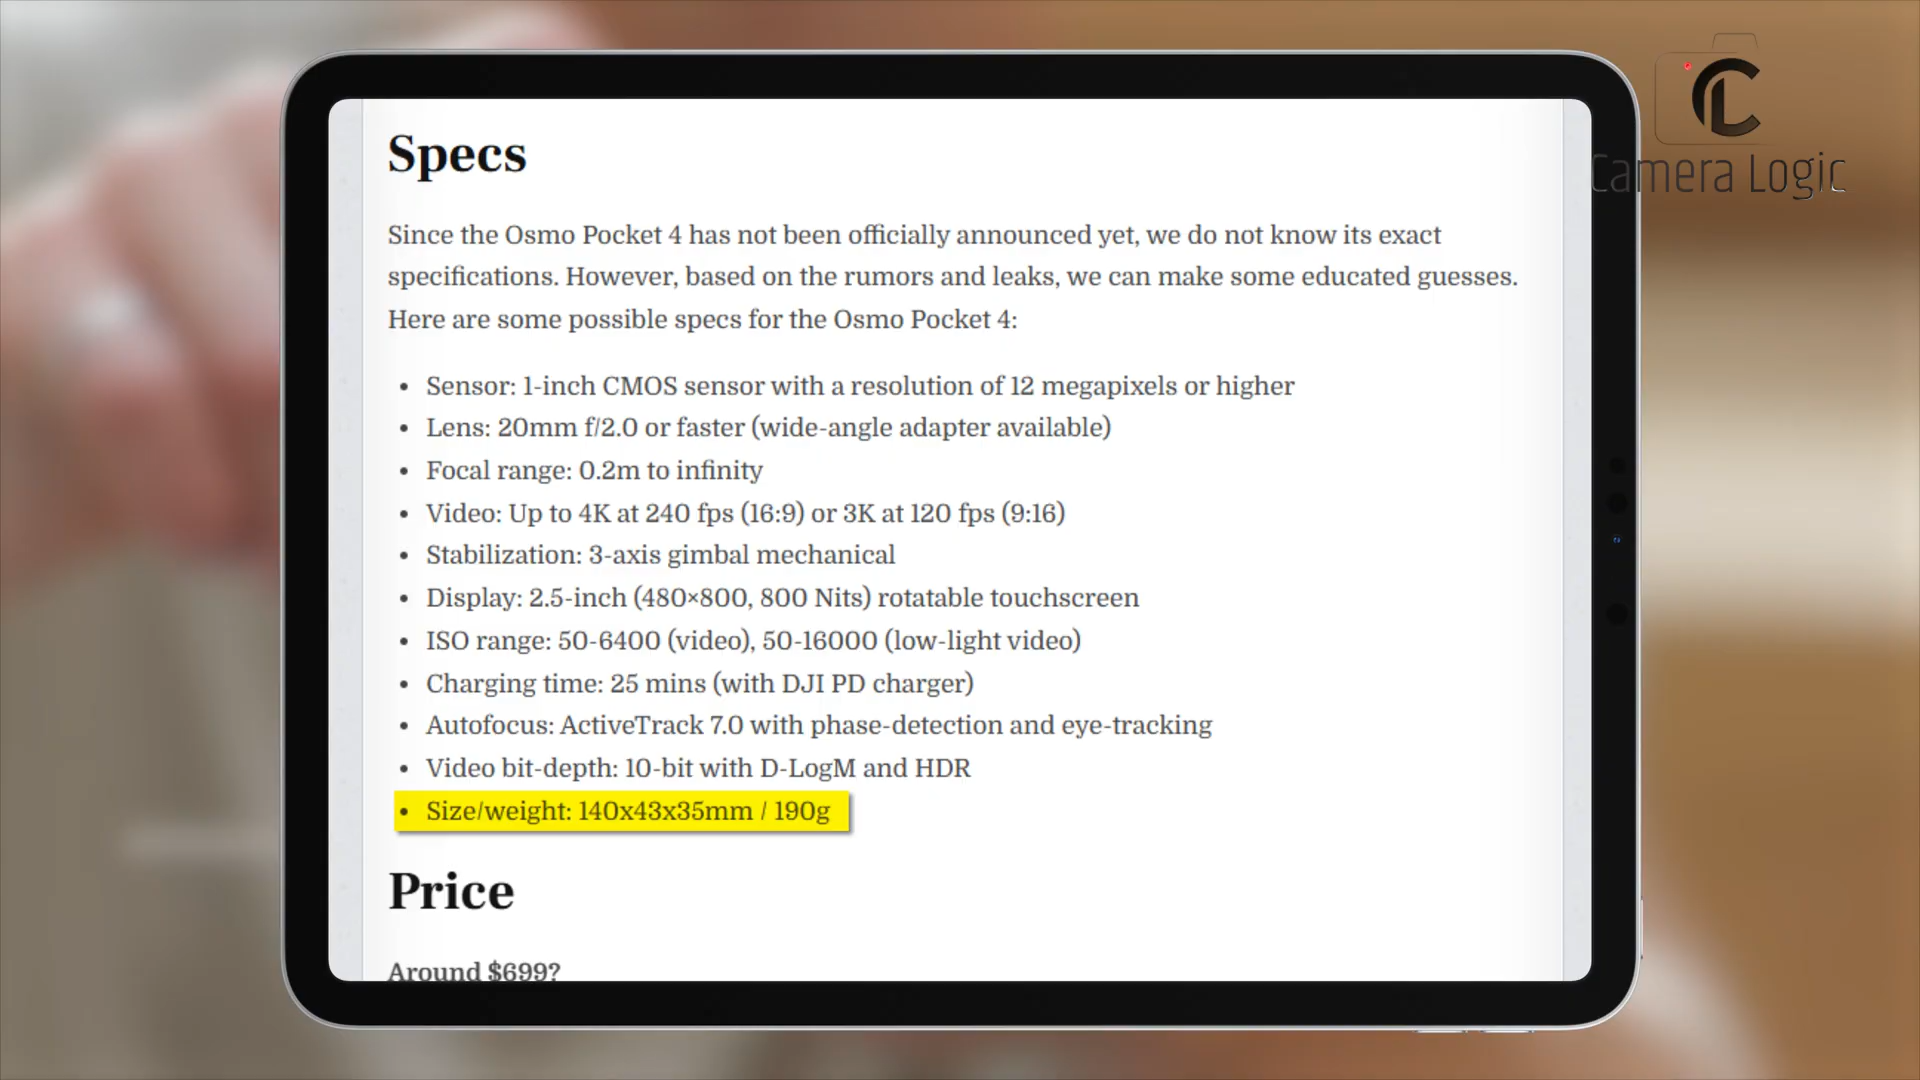 Specs
Since the Osmo Pocket 4 has not been officially announced yet, we do not know its exact
specifications. However, based on the rumors and leaks, we can make some educated guesses.
Here are some possible specs for the Osmo Pocket 4:
• Sensor: 1-inch CMOS sensor with a resolution of 12 megapixels or higher
• Lens: 20mm f/2.0 or faster (wide-angle adapter available)
• Focal range: 0.2m to infinity
• Video: Up to 4K at 240 fps (16:9) or 3K at 120 fps (9:16)
• Stabilization: 3-axis gimbal mechanical
• Display: 2.5-inch (480×800, 800 Nits) rotatable touchscreen
• ISO range: 50-6400 (video), 50-16000 (low-light video)
• Charging time: 25 mins (with DJI PD charger)
• Autofocus: ActiveTrack 7.0 with phase-detection and eye-tracking
• Video bit-depth: 10-bit with D-LogM and HDR
• Size/weight: 140x43x35mm / 190g
Price
Around $699?
CL
Camera Logic